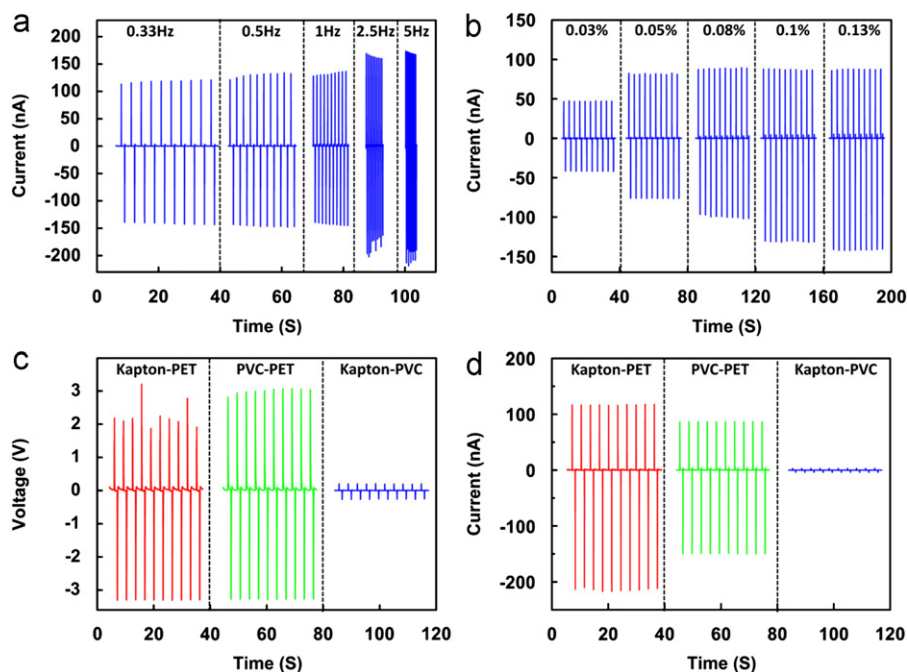 a
200
150
100
50
0
-50
-100
-150
-200
Current (nA)
0.33Hz 0.5Hz 1Hz 2.5Hz 5Hz
0 20 40 60 80 100
Time (S)
b
150
100
50
0
-50
-100
-150
Current (nA)
0.03% 0.05% 0.08% 0.1% 0.13%
0 40 80 120 160 200
Time (S)
c
3
2
1
0
-1
-2
-3
Voltage (V)
Kapton-PET PVC-PET Kapton-PVC
0 20 40 60 80 100 120
Time (S)
d
200
100
0
-100
-200
Current (nA)
Kapton-PET PVC-PET Kapton-PVC
0 20 40 60 80 100 120
Time (S)